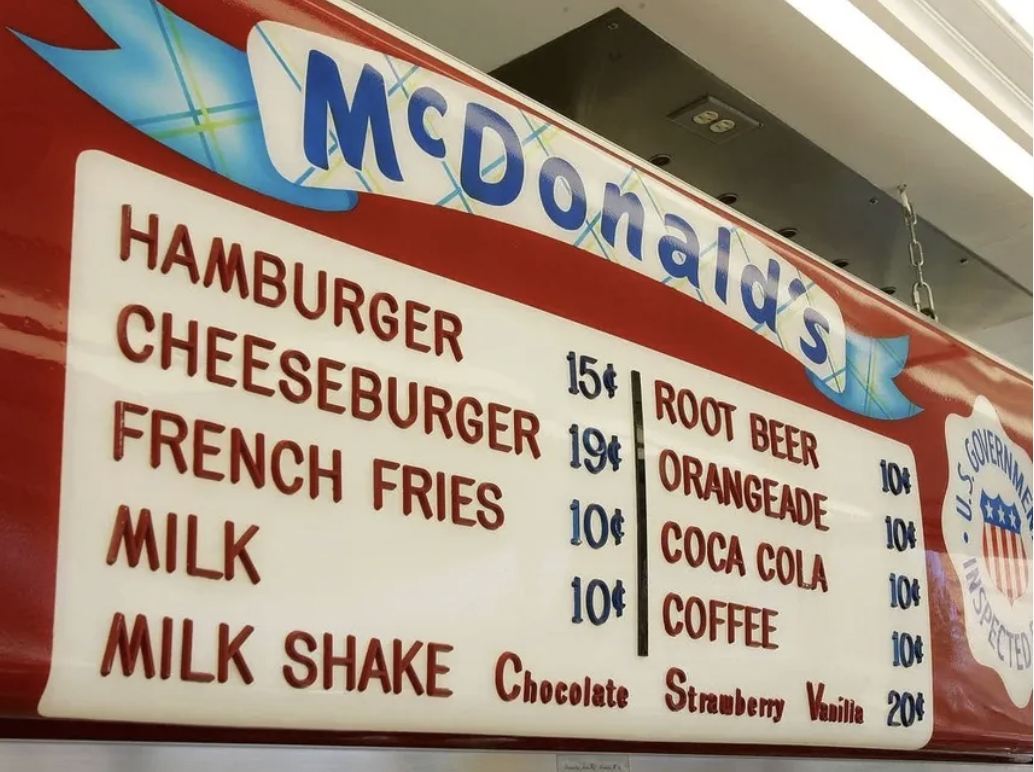 McDonald's
HAMBURGER 15¢
CHEESEBURGER 19¢
FRENCH FRIES 10¢
MILK 10¢
ROOT BEER 10¢
ORANGEADE 10¢
COCA COLA 10¢
COFFEE 10¢
MILK SHAKE Chocolate Strawberry Vanilla 20¢
U.S.
INSPECTED